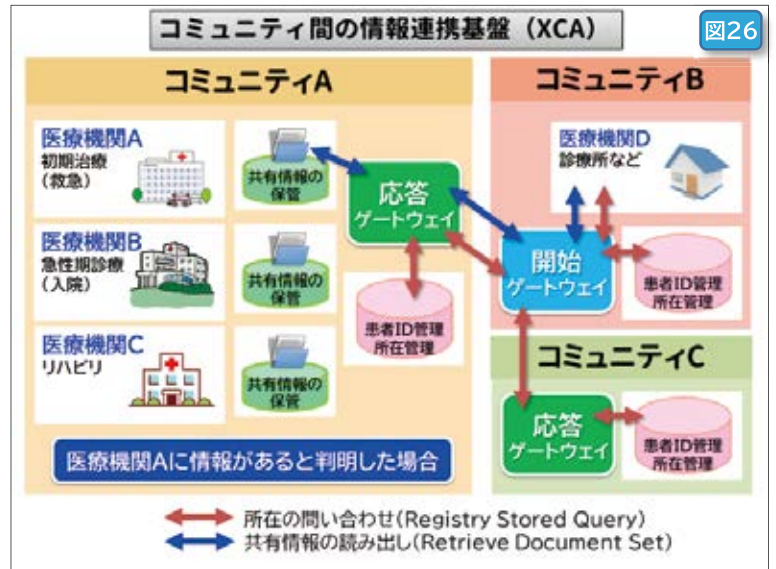 コミュニティ間の情報連携基盤（XCA）
図26
コミュニティA
医療機関A
初期治療
（救急）
共有情報の
保管
医療機関B
急性期診療
（入院）
共有情報の
保管
医療機関C
リハビリ
共有情報の
保管
応答
ゲートウェイ
患者ID管理
所在管理
医療機関Aに情報があると判明した場合
コミュニティB
医療機関D
診療所など
開始
ゲートウェイ
患者ID管理
所在管理
コミュニティC
応答
ゲートウェイ
患者ID管理
所在管理
所在の問い合わせ(Registry Stored Query)
共有情報の読み出し(Retrieve Document Set)